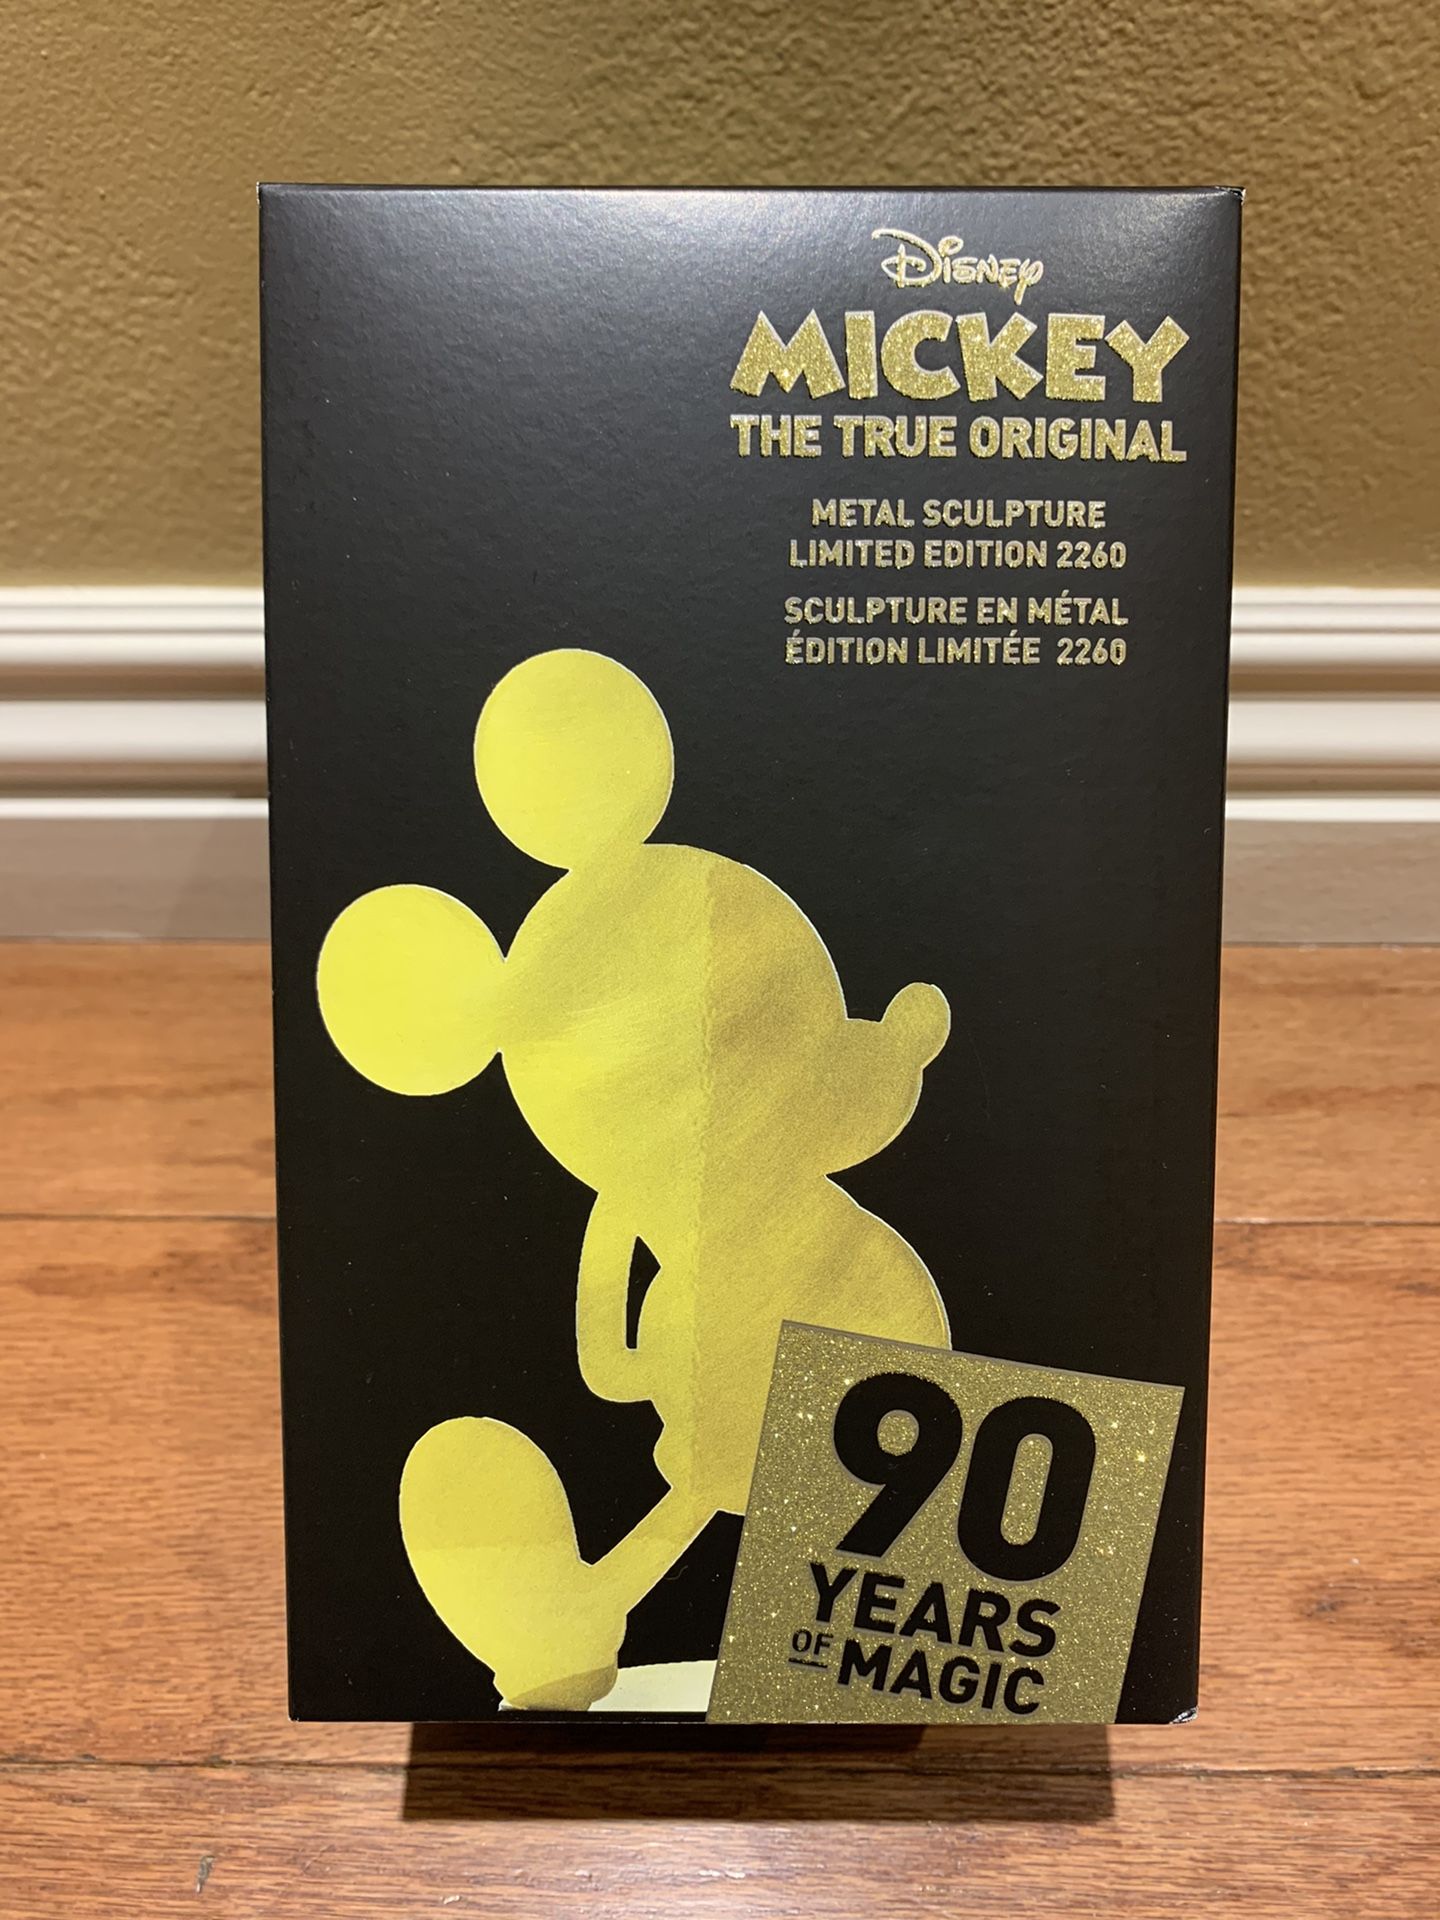 Disney
MICKEY
THE TRUE ORIGINAL
METAL SCULPTURE
LIMITED EDITION 2260
SCULPTURE EN MÉTAL
ÉDITION LIMITÉE 2260
90
YEARS
OF MAGIC